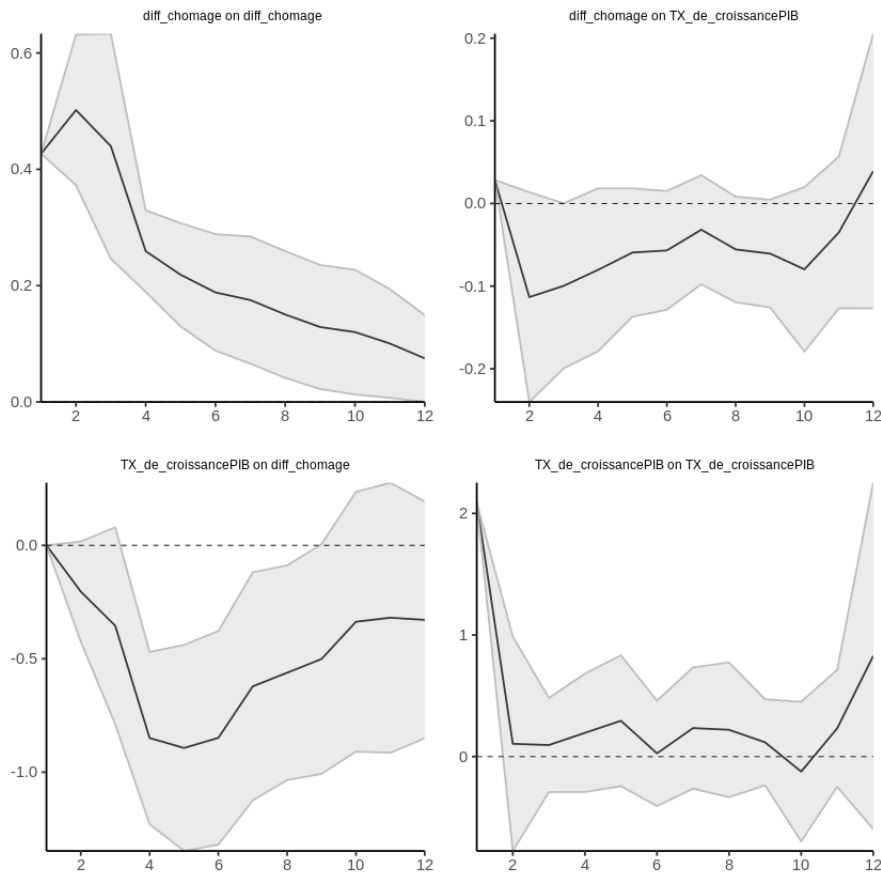 diff_chomage on diff_chomage
0.6
0.4
0.2
0.0
2 4 6 8 10 12
diff_chomage on TX_de_croissancePIB
0.2
0.1
0.0
-0.1
-0.2
2 4 6 8 10 12
TX_de_croissancePIB on diff_chomage
0.0
-0.5
-1.0
2 4 6 8 10 12
TX_de_croissancePIB on TX_de_croissancePIB
2
1
0
2 4 6 8 10 12